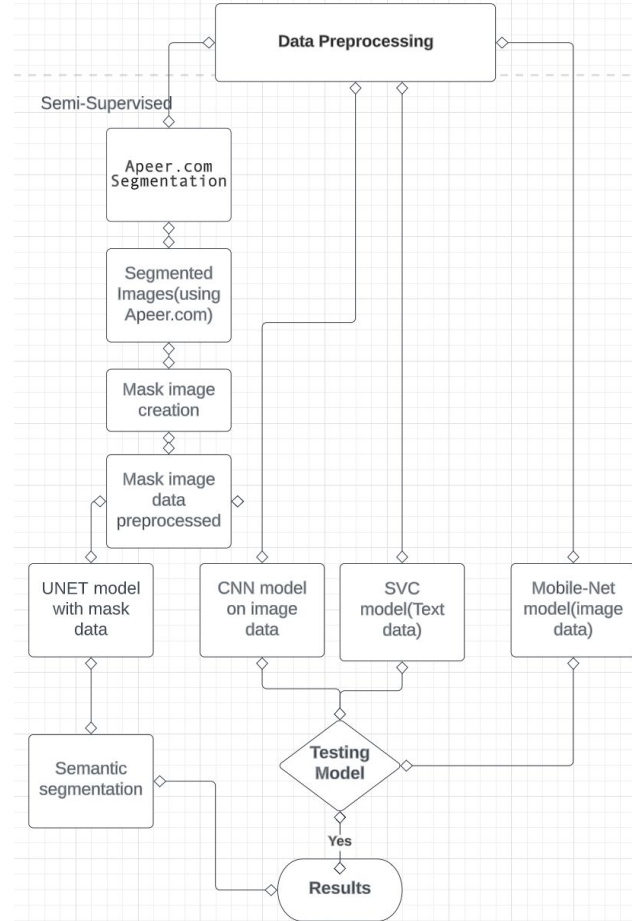 Data Preprocessing
Semi-Supervised
Apeer.com
Segmentation
Segmented
Images(using
Apeer.com)
Mask image
creation
Mask image
data
preprocessed
UNET model
with mask
data
CNN model
on image
data
SVC
model(Text
data)
Mobile-Net
model(image
data)
Semantic
segmentation
Testing
Model
Yes
Results